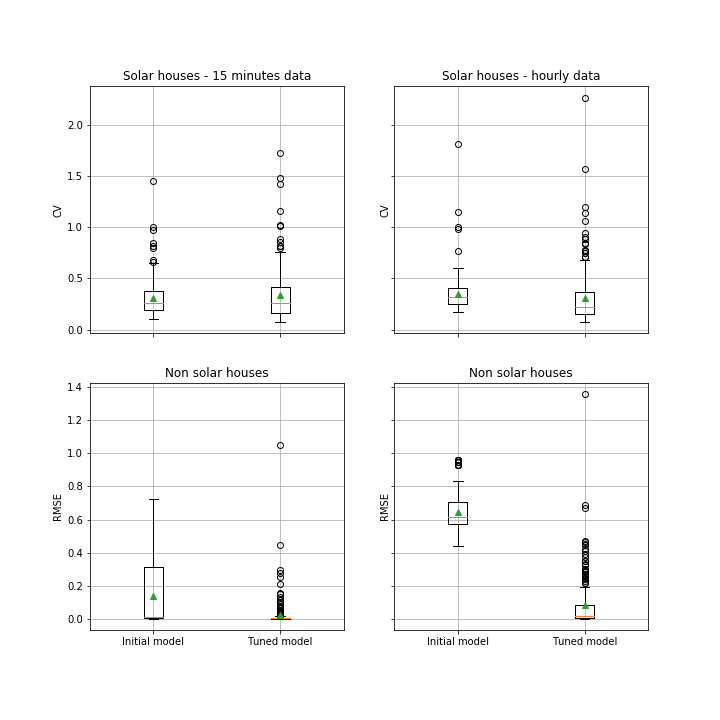 Solar houses - 15 minutes data
Solar houses - hourly data
CV
2.0
1.5
1.0
0.5
0.0
CV
Non solar houses
Non solar houses
RMSE
1.4
1.2
1.0
0.8
0.6
0.4
0.2
0.0
RMSE
Initial model
Tuned model
Initial model
Tuned model